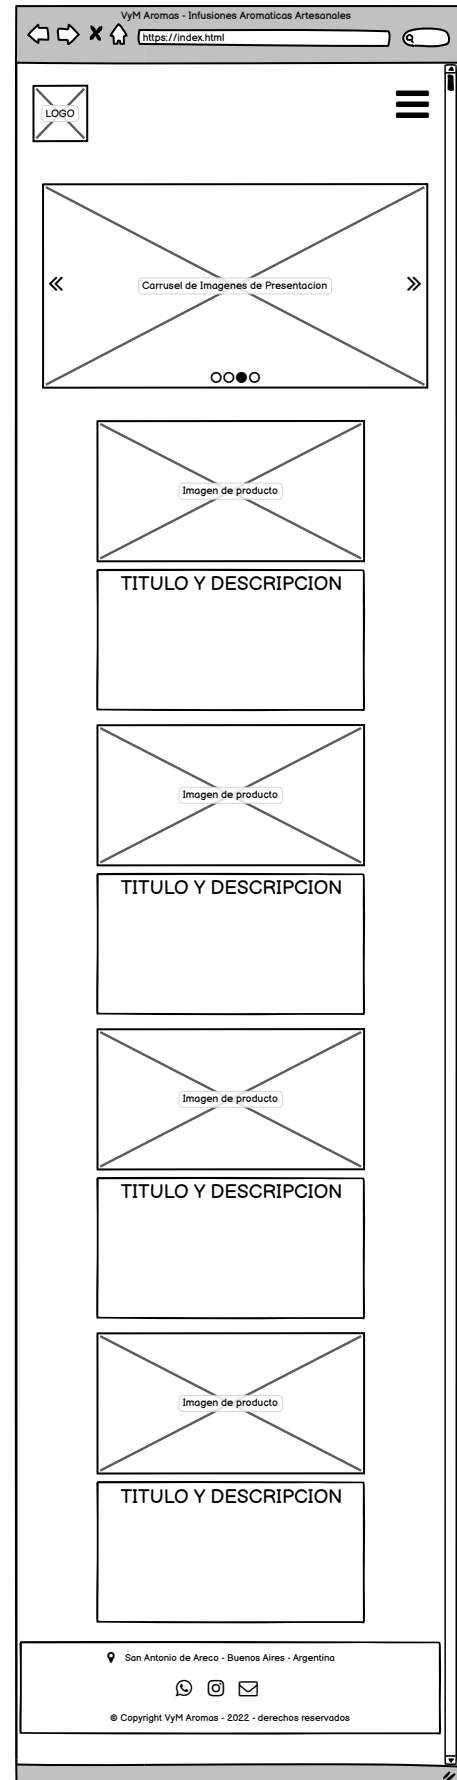 VyM Aromas - Infusiones Aromaticas Artesanales
https://index.html
LOGO
Carrusel de Imagenes de Presentacion
Imagen de producto
TITULO Y DESCRIPCION
Imagen de producto
TITULO Y DESCRIPCION
Imagen de producto
TITULO Y DESCRIPCION
Imagen de producto
TITULO Y DESCRIPCION
San Antonio de Areco - Buenos Aires - Argentina
© Copyright VyM Aromas - 2022 - derechos reservados